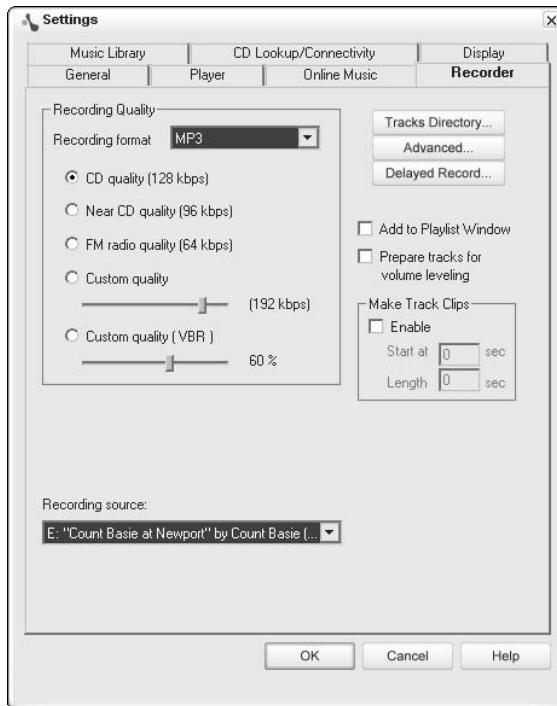 Settings
Music Library
CD Lookup/Connectivity
Display
General
Player
Online Music
Recorder
Recording Quality
Recording format
MP3
CD quality (128 kbps)
Near CD quality (96 kbps)
FM radio quality (64 kbps)
Custom quality
(192 kbps)
Custom quality ( VBR )
60 %
Tracks Directory...
Advanced...
Delayed Record...
Add to Playlist Window
Prepare tracks for
volume leveling
Make Track Clips
Enable
Start at 0 sec
Length 0 sec
Recording source:
E: "Count Basie at Newport" by Count Basie (...
OK
Cancel
Help